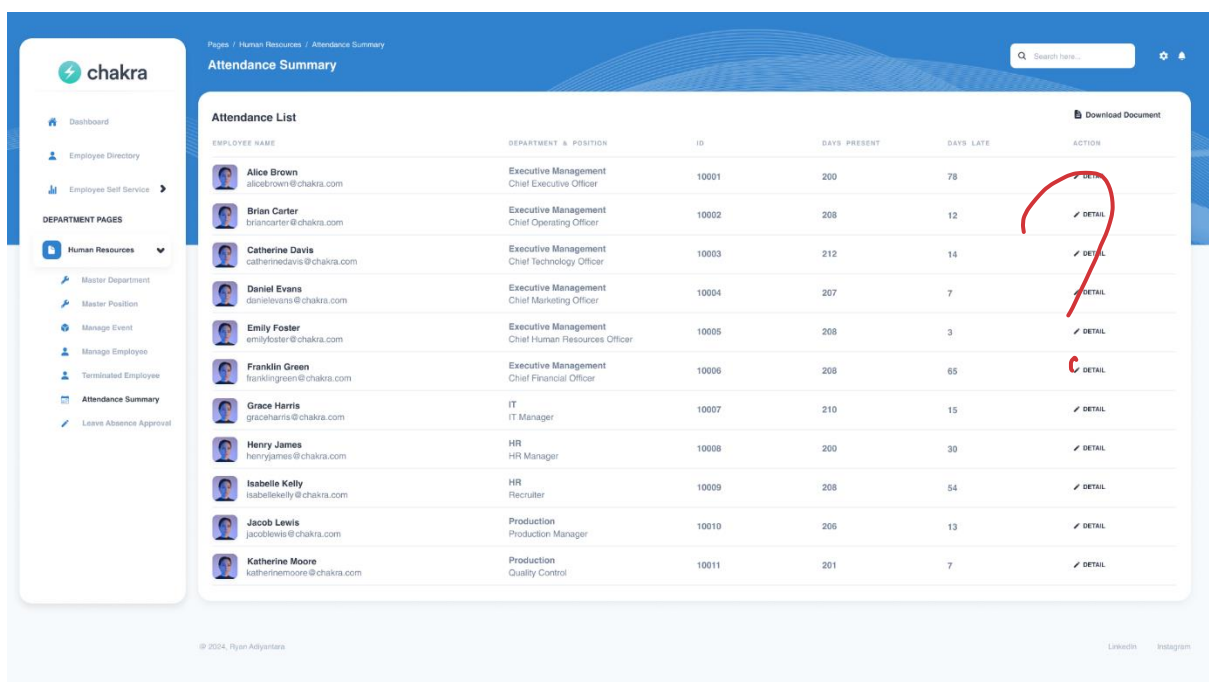 Pages / Human Resources / Attendance Summary
Attendance Summary
Search here...
chakra
Dashboard
Employee Directory
Employee Self Service
DEPARTMENT PAGES
Human Resources
Master Department
Master Position
Manage Event
Manage Employee
Terminated Employee
Attendance Summary
Leave Absence Approval
Attendance List
Download Document
EMPLOYEE NAME DEPARTMENT & POSITION ID DAYS PRESENT DAYS LATE ACTION
Alice Brown Executive Management 10001 200 78 DETAIL
alicebrown@chakra.com Chief Executive Officer
Brian Carter Executive Management 10002 208 12 DETAIL
briancarter@chakra.com Chief Operating Officer
Catherine Davis Executive Management 10003 212 14 DETAIL
catherinedavis@chakra.com Chief Technology Officer
Daniel Evans Executive Management 10004 207 7 DETAIL
danielevans@chakra.com Chief Marketing Officer
Emily Foster Executive Management 10005 208 3 DETAIL
emilyfoster@chakra.com Chief Human Resources Officer
Franklin Green Executive Management 10006 208 65 DETAIL
franklingreen@chakra.com Chief Financial Officer
Grace Harris IT 10007 210 15 DETAIL
graceharris@chakra.com IT Manager
Henry James HR 10008 200 30 DETAIL
henryjames@chakra.com HR Manager
Isabelle Kelly HR 10009 208 54 DETAIL
isabellekelly@chakra.com Recruiter
Jacob Lewis Production 10010 206 13 DETAIL
jacoblewis@chakra.com Production Manager
Katherine Moore Production 10011 201 7 DETAIL
katherinemoore@chakra.com Quality Control
?
© 2024, Ryan Adiyantara
LinkedIn Instagram